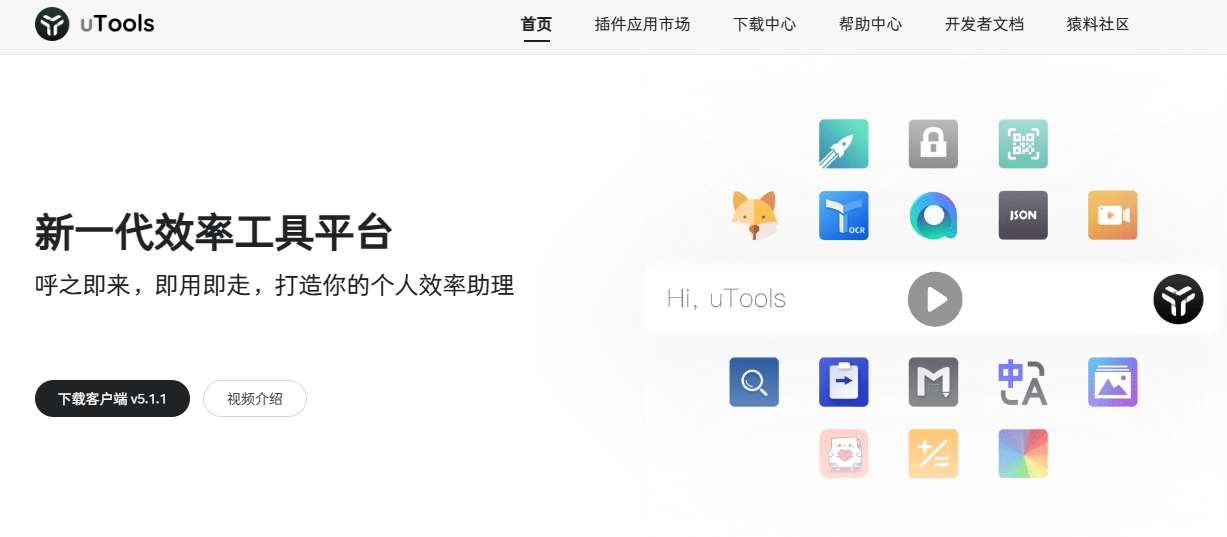 uTools
首页 插件应用市场 下载中心 帮助中心 开发者文档 猿料社区
新一代效率工具平台
呼之即来，即用即走，打造你的个人效率助理
下载客户端 v5.1.1 视频介绍
OCR
JSON
Hi, uTools
M
中
A